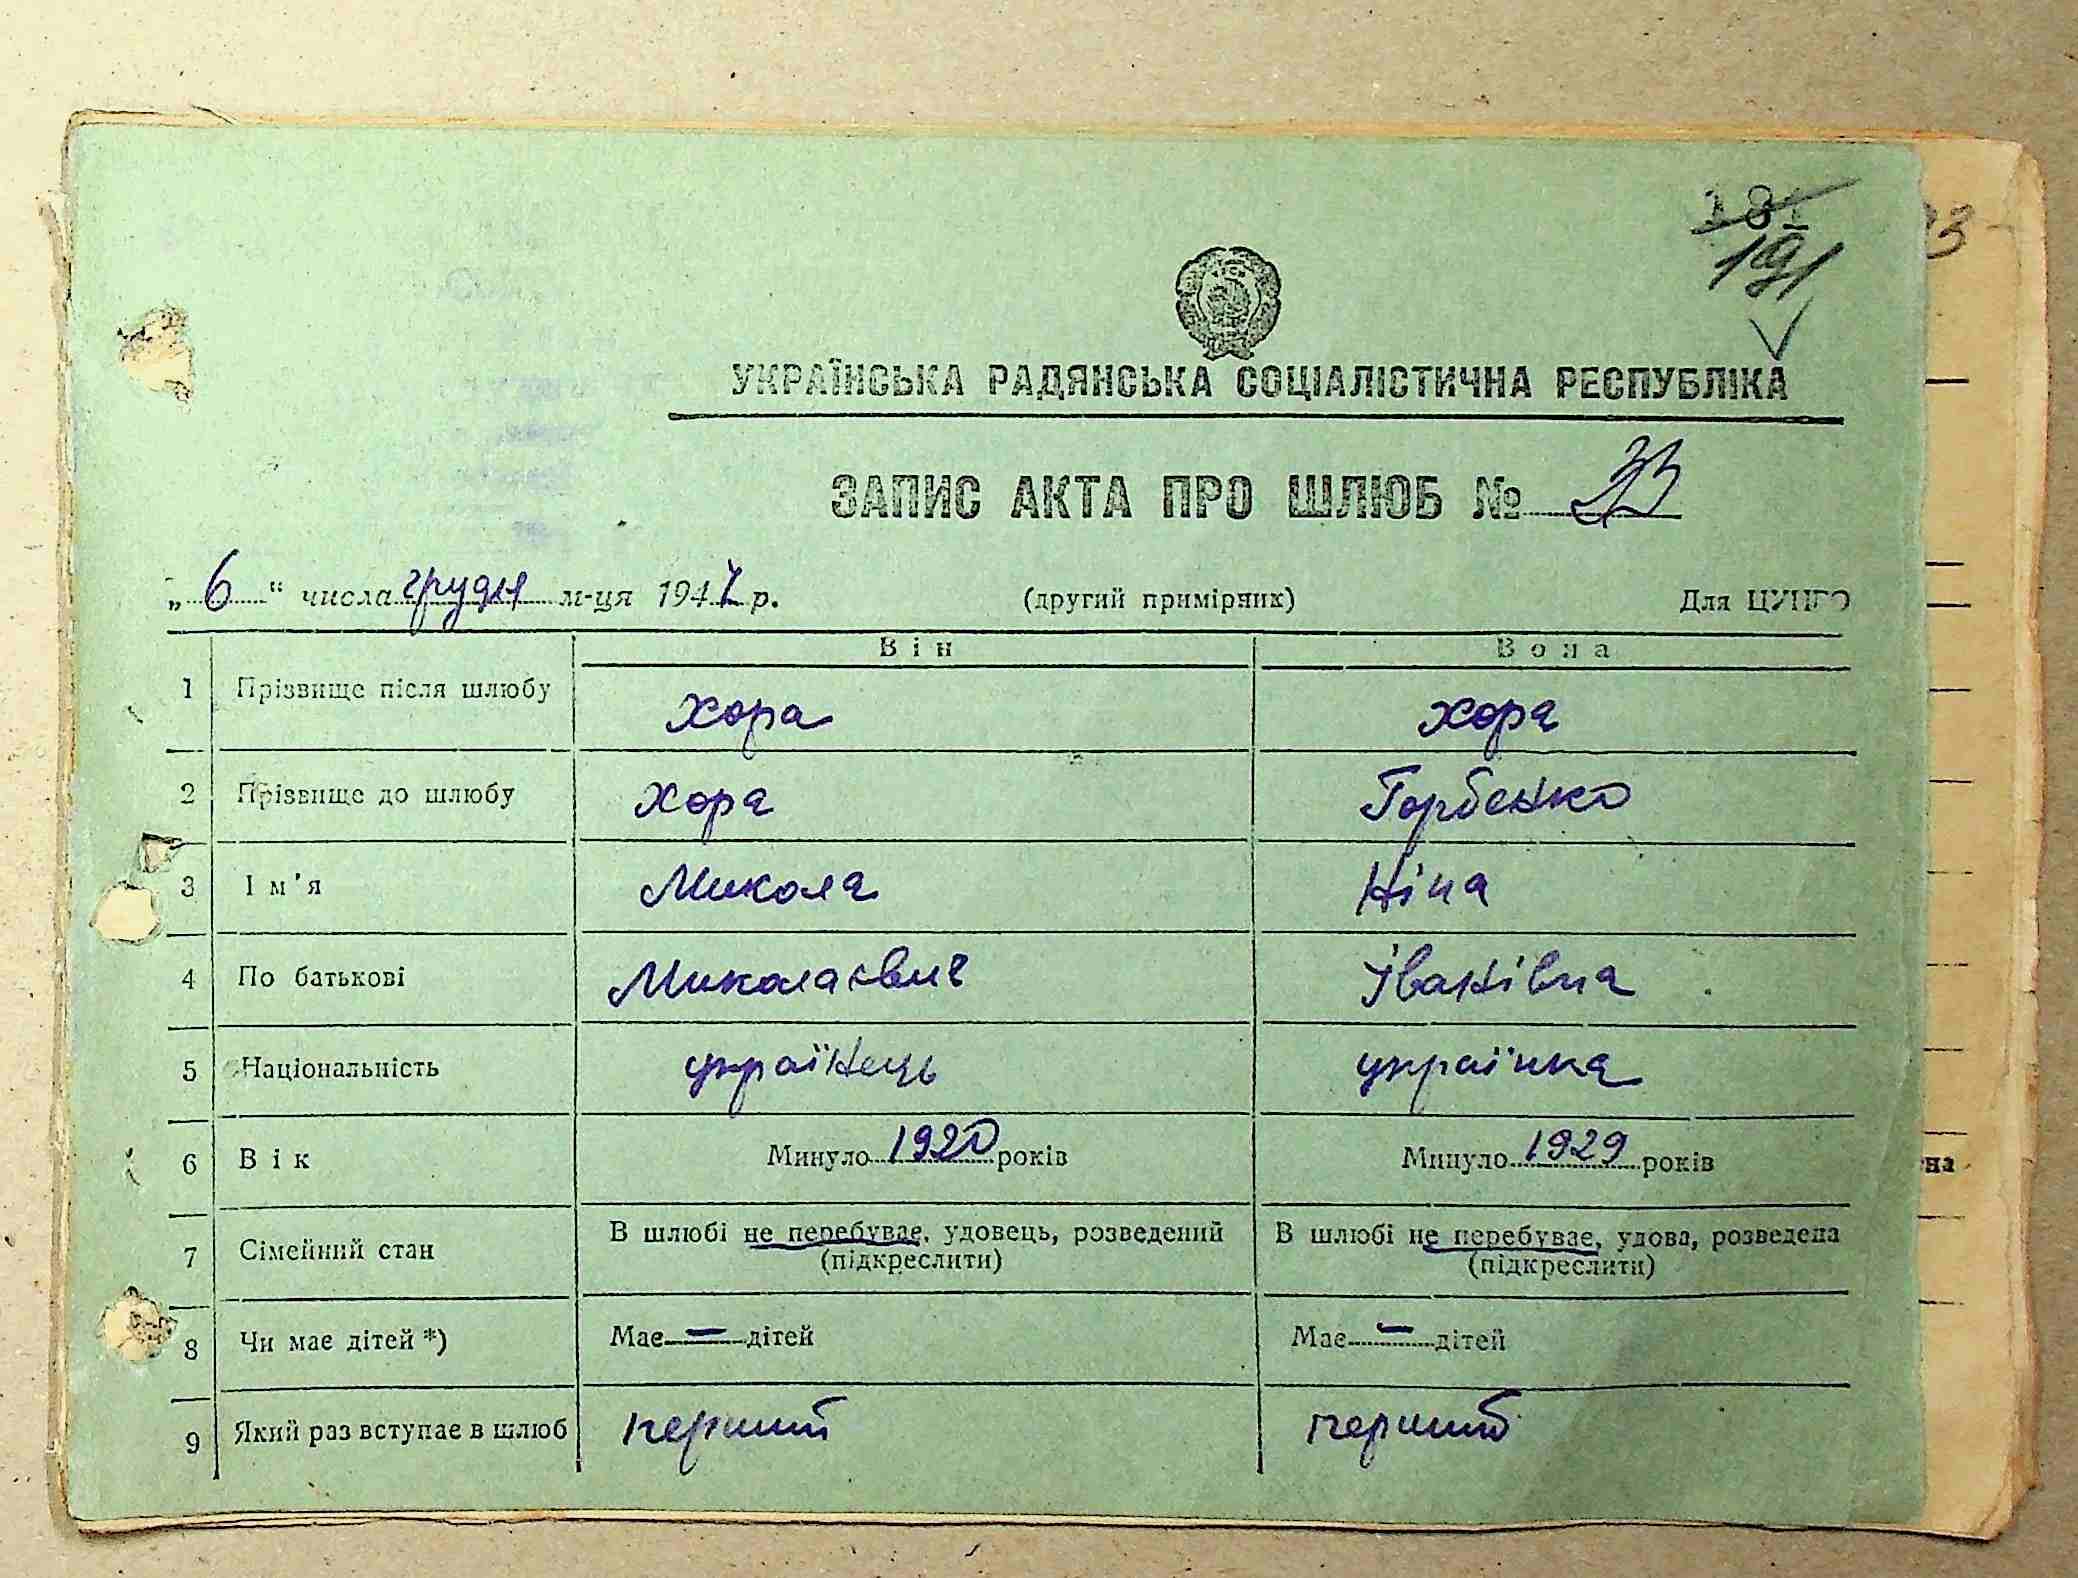 181
191
УКРАЇНСЬКА РАДЯНСЬКА СОЦІАЛІСТИЧНА РЕСПУБЛІКА
ЗАПИС АКТА ПРО ШЛЮБ № 33
„6“ числа грудня м-ця 1947 р. (другий примірник) Для ЦУНГО
Він Вона
1 Прізвище після шлюбу Хора Хора
2 Прізвище до шлюбу Хора Горбенко
3 Ім'я Микола Ніна
4 По батькові Миколаєвич Іванівна
5 Національність українець українка
6 Вік Минуло 1920 років Минуло 1929 років
7 Сімейний стан В шлюбі не перебуває, удовець, розведений В шлюбі не перебуває, удова, розведена
(підкреслити) (підкреслити)
8 Чи має дітей *) Має — дітей Має — дітей
9 Який раз вступає в шлюб перший перший